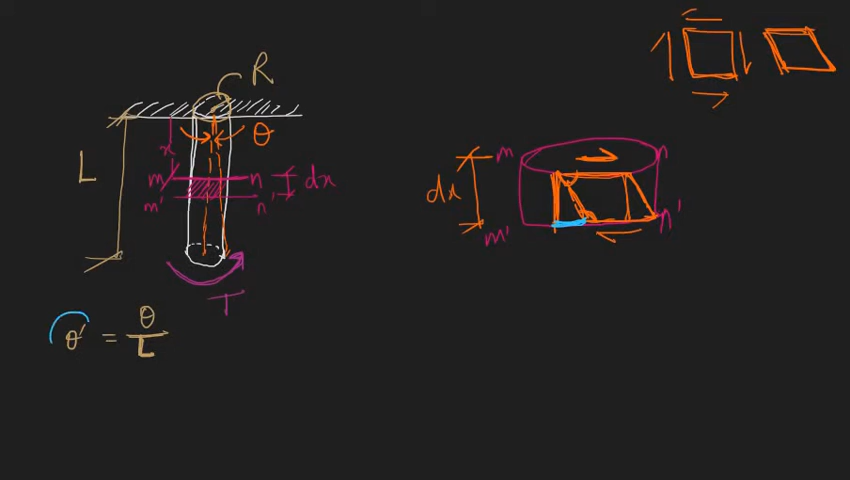 R
θ
L
x
m n dx
m' n'
T
θ' = θ/L
m n
dx
m' n'